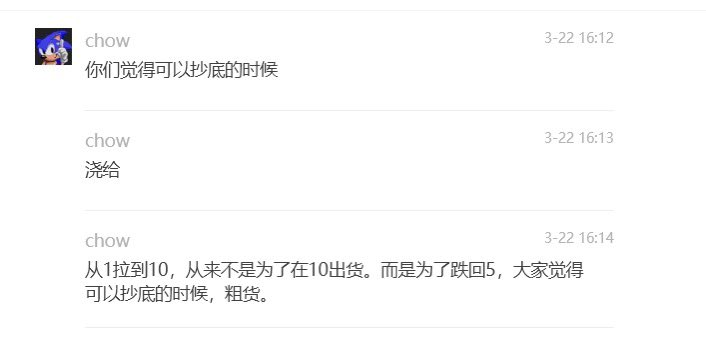 chow
3-22 16:12
你们觉得可以抄底的时候
chow
3-22 16:13
浇给
chow
3-22 16:14
从1拉到10，从来不是为了在10出货。而是为了跌回5，大家觉得
可以抄底的时候，粗货。